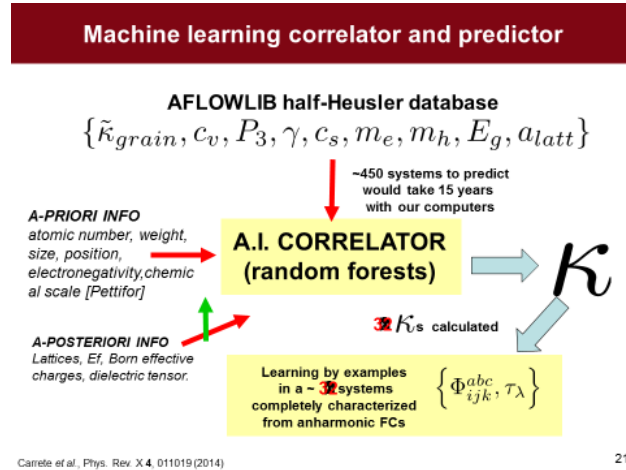 Machine learning correlator and predictor
AFLOWLIB half-Heusler database
{κ̃grain, cv, P3, γ, cs, me, mh, Eg, alatt}
~450 systems to predict
would take 15 years
with our computers
A-PRIORI INFO
atomic number, weight,
size, position,
electronegativity,chemic
al scale [Pettifor]
A.I. CORRELATOR
(random forests)
κ
κs calculated
A-POSTERIORI INFO
Lattices, Ef, Born effective
charges, dielectric tensor.
Learning by examples
in a ~ systems
completely characterized
from anharmonic FCs
{Φabc ijk, τλ}
Carrete et al., Phys. Rev. X 4, 011019 (2014)
21